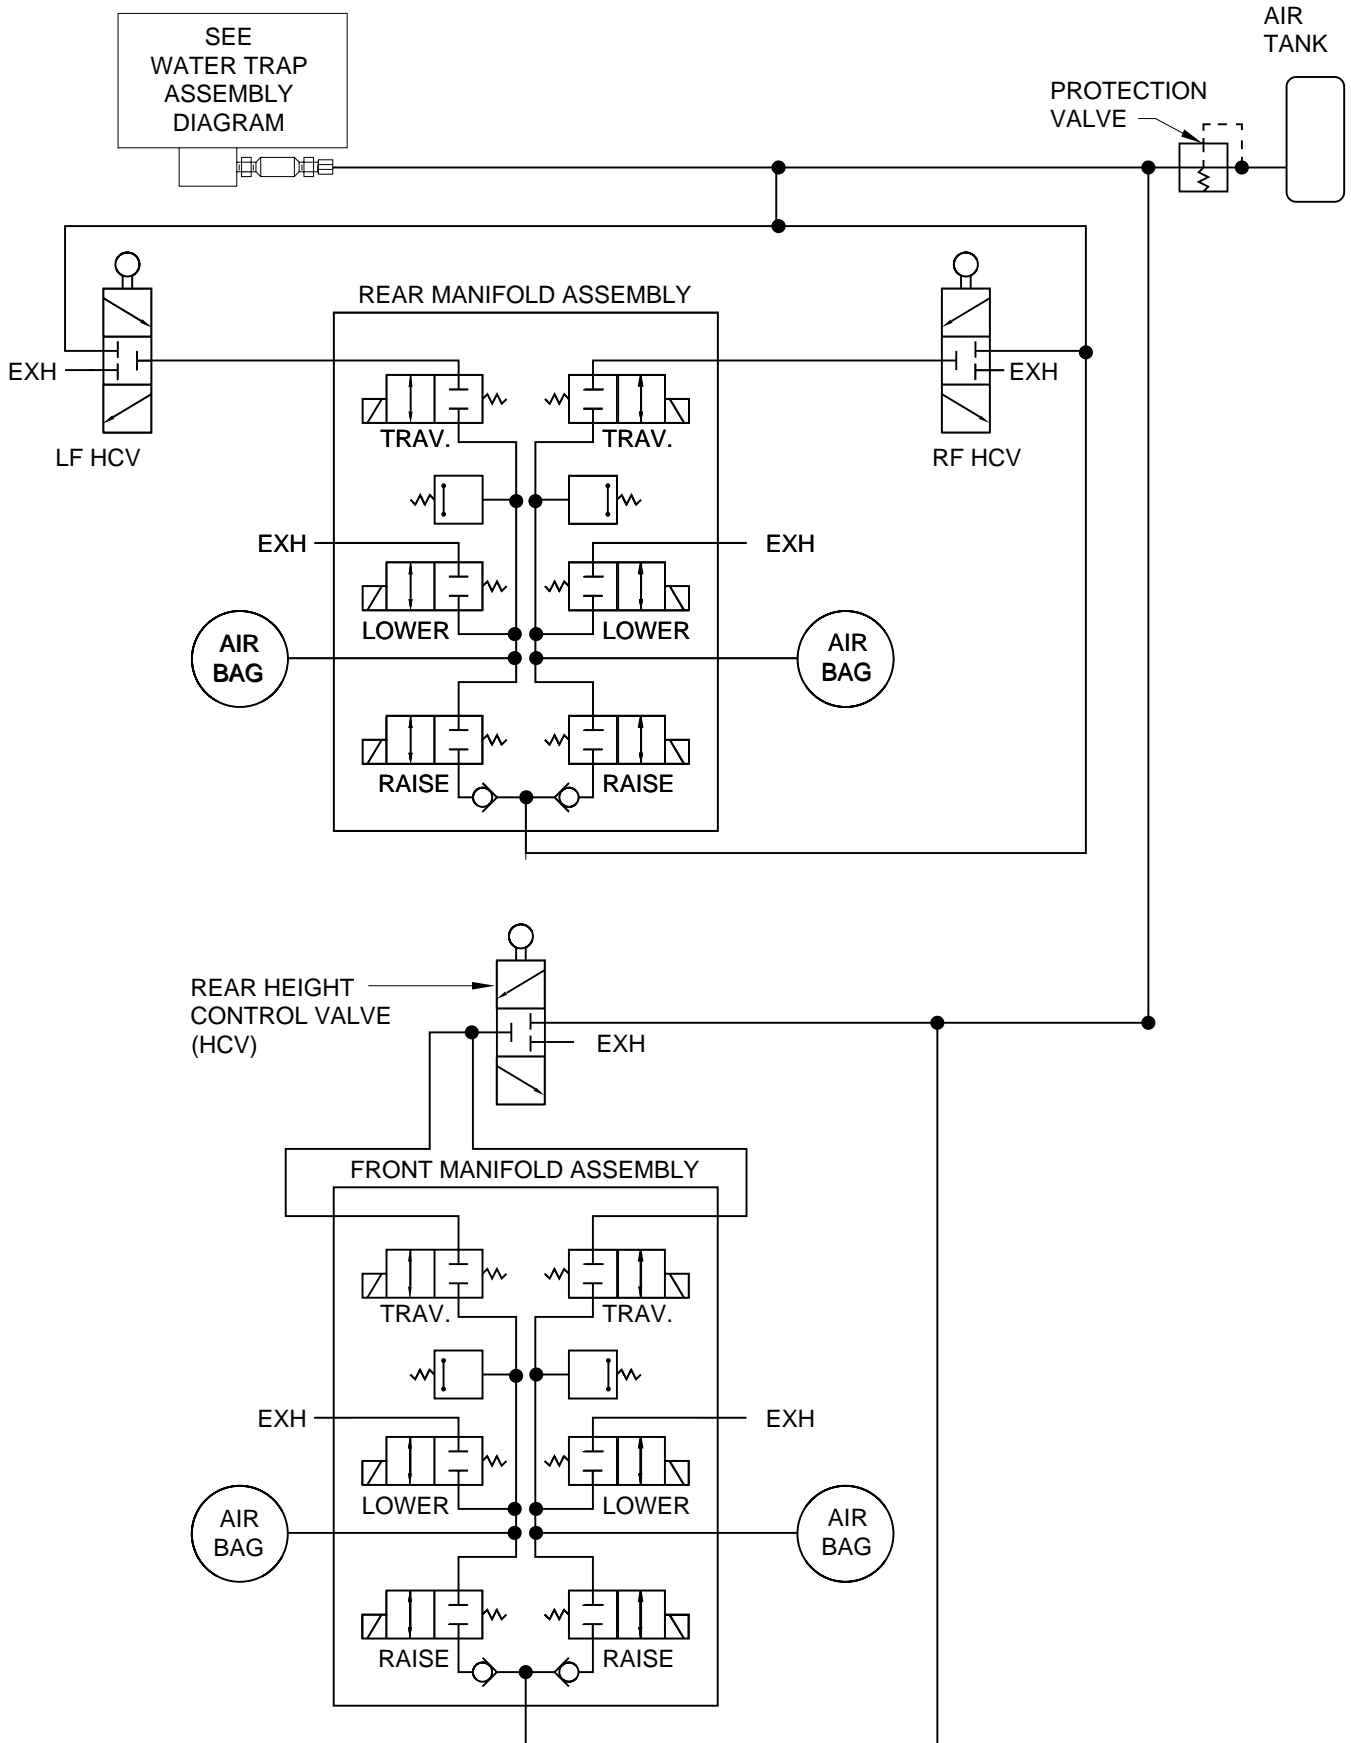 SEE
WATER TRAP
ASSEMBLY
DIAGRAM
AIR
TANK
PROTECTION
VALVE
REAR MANIFOLD ASSEMBLY
EXH
EXH
LF HCV
RF HCV
TRAV.
TRAV.
EXH
EXH
LOWER
LOWER
AIR
BAG
AIR
BAG
RAISE
RAISE
REAR HEIGHT
CONTROL VALVE
(HCV)
EXH
FRONT MANIFOLD ASSEMBLY
TRAV.
TRAV.
EXH
EXH
LOWER
LOWER
AIR
BAG
AIR
BAG
RAISE
RAISE